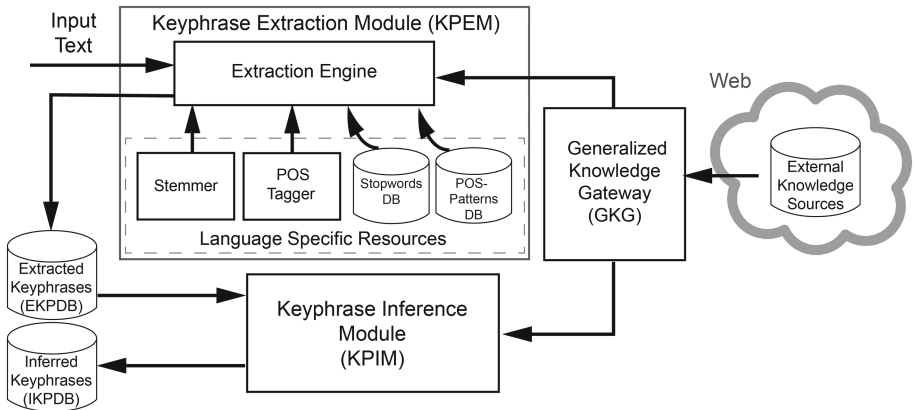 Input
Text
Keyphrase Extraction Module (KPEM)
Extraction Engine
Stemmer
POS
Tagger
Stopwords
DB
POS-
Patterns
DB
Language Specific Resources
Generalized
Knowledge
Gateway
(GKG)
Web
External
Knowledge
Sources
Extracted
Keyphrases
(EKPDB)
Keyphrase Inference
Module
(KPIM)
Inferred
Keyphrases
(IKPDB)